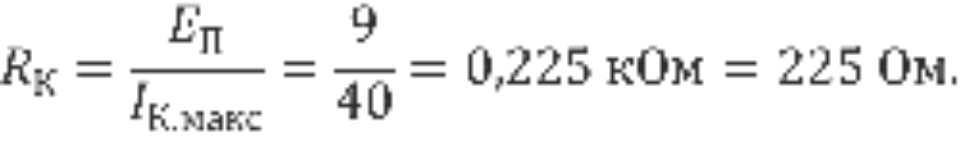 R_К = E_П / I_К.макс = 9 / 40 = 0,225 кОм = 225 Ом.